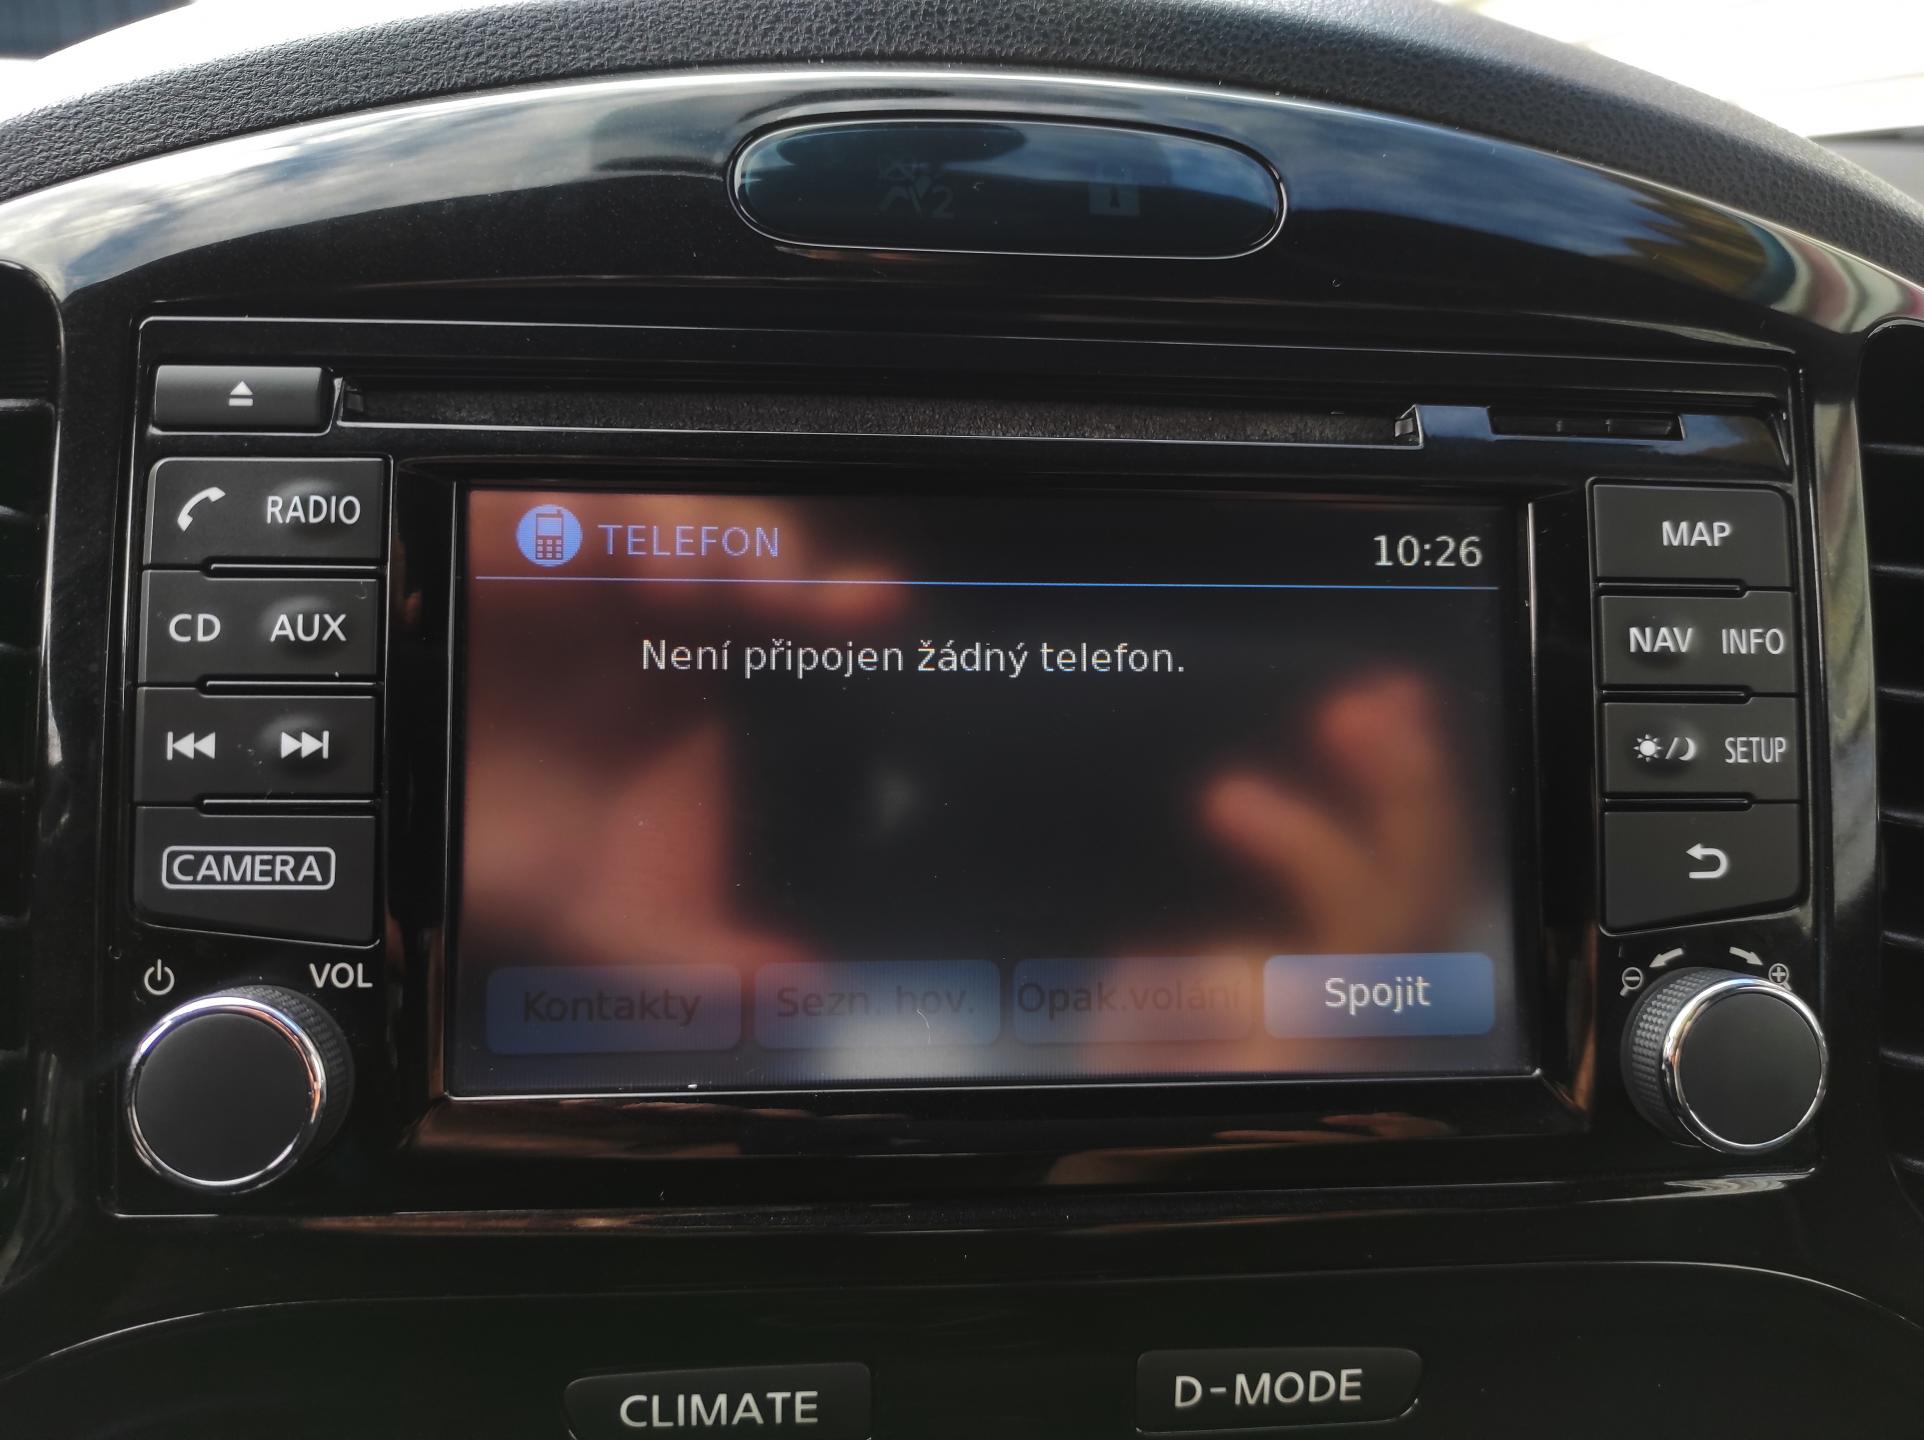 2
RADIO
CD AUX
CAMERA
VOL
TELEFON
10:26
Není připojen žádný telefon.
Kontakty
Sezn. hov.
Opak.volání
Spojit
MAP
NAV INFO
SETUP
CLIMATE
D-MODE